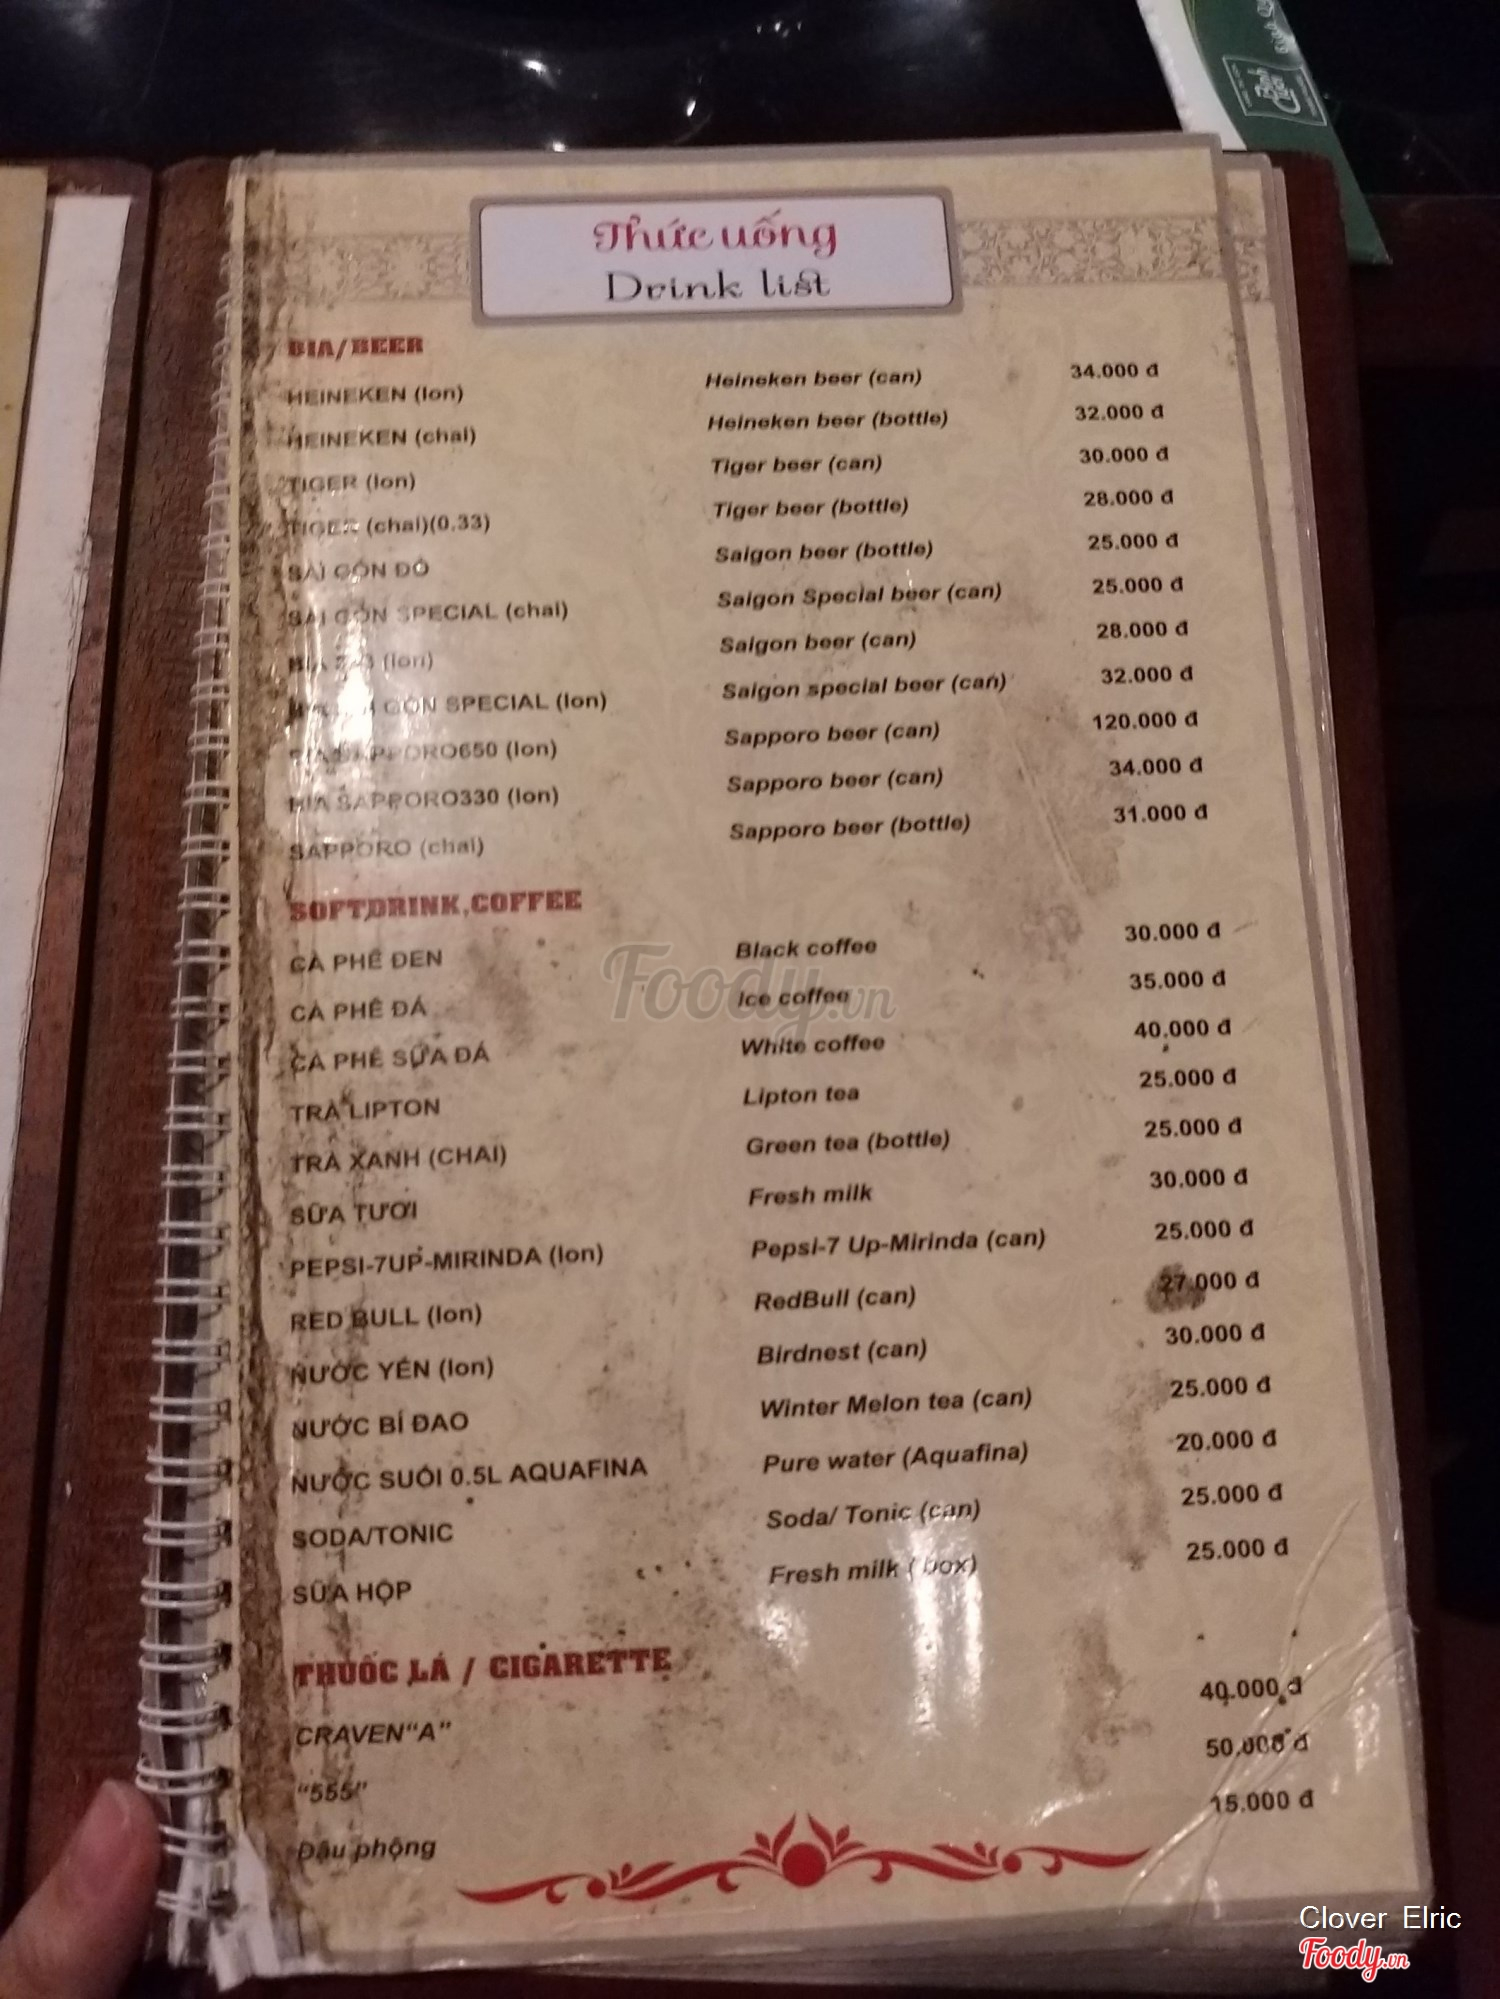 Thức uống
Drink list
BIA/BEER
HEINEKEN (lon) Heineken beer (can) 34.000 đ
HEINEKEN (chai) Heineken beer (bottle) 32.000 đ
TIGER (lon) Tiger beer (can) 30.000 đ
TIGER (chai)(0.33) Tiger beer (bottle) 28.000 đ
SÀI GÒN ĐỎ Saigon beer (bottle) 25.000 đ
SÀI GÒN SPECIAL (chai) Saigon Special beer (can) 25.000 đ
BIA (lon) Saigon beer (can) 28.000 đ
GÒN SPECIAL (lon) Saigon special beer (can) 32.000 đ
BIA SAPPORO650 (lon) Sapporo beer (can) 120.000 đ
BIA SAPPORO330 (lon) Sapporo beer (can) 34.000 đ
SAPPORO (chai) Sapporo beer (bottle) 31.000 đ
SOFTDRINK,COFFEE
CÀ PHÊ ĐEN Black coffee 30.000 đ
CÀ PHÊ ĐÁ Ice coffee 35.000 đ
CÀ PHÊ SỮA ĐÁ White coffee 40.000 đ
TRÀ LIPTON Lipton tea 25.000 đ
TRÀ XANH (CHAI) Green tea (bottle) 25.000 đ
SỮA TƯƠI Fresh milk 30.000 đ
PEPSI-7UP-MIRINDA (lon) Pepsi-7 Up-Mirinda (can) 25.000 đ
RED BULL (lon) RedBull (can) 27.000 đ
NƯỚC YẾN (lon) Birdnest (can) 30.000 đ
NƯỚC BÍ ĐAO Winter Melon tea (can) 25.000 đ
NƯỚC SUỐI 0.5L AQUAFINA Pure water (Aquafina) 20.000 đ
SODA/TONIC Soda/ Tonic (can) 25.000 đ
SỮA HỘP Fresh milk ( box) 25.000 đ
THUỐC LÁ / CIGARETTE
CRAVEN“A” 40.000 đ
“555” 50.000 đ
Đậu phộng 15.000 đ
Foody.vn
Clover Elric
Foody.vn